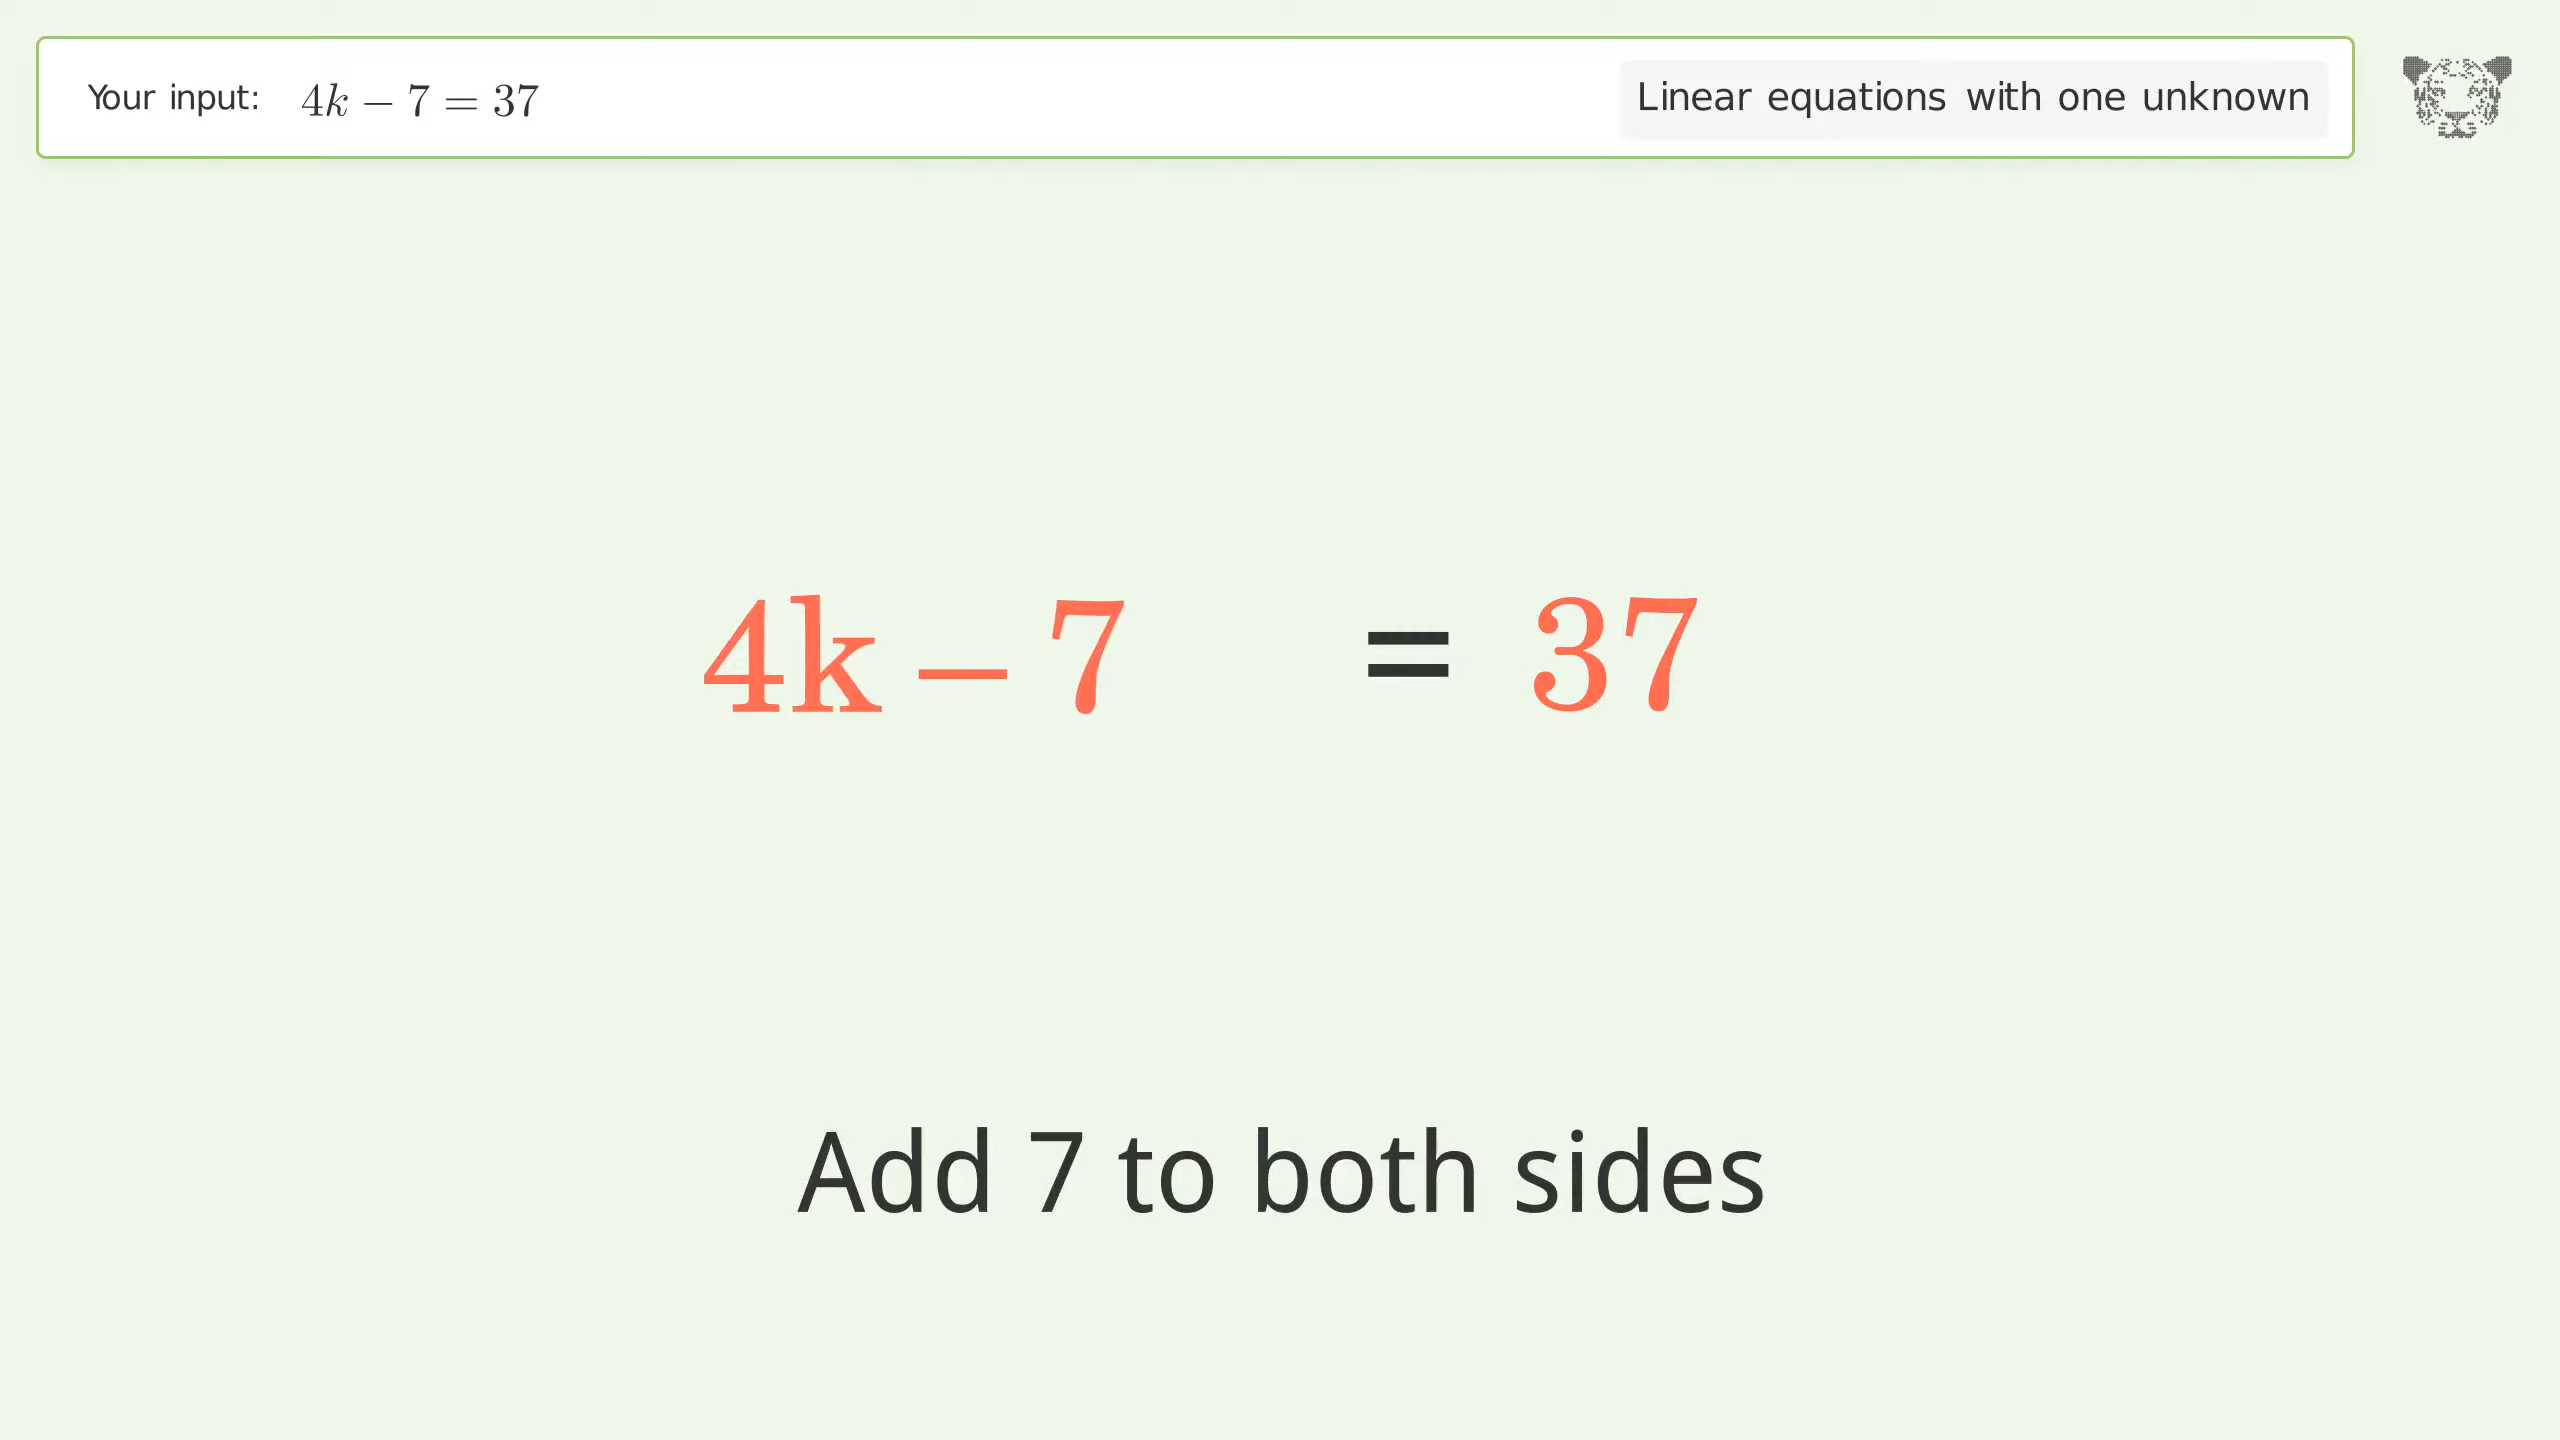 Your input: 4k − 7 = 37
Linear equations with one unknown
4k − 7 = 37
Add 7 to both sides